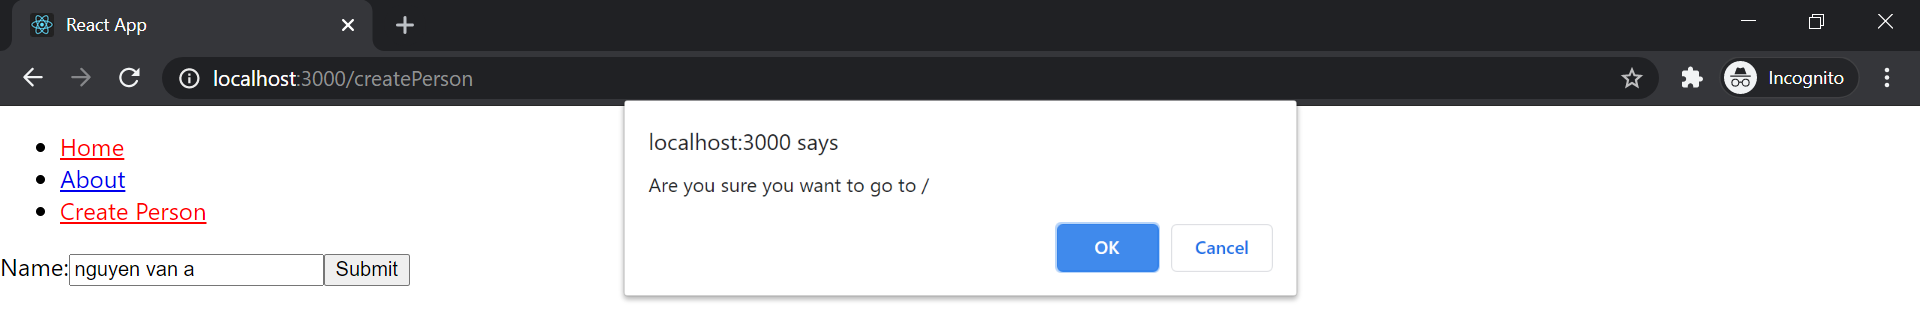 React App
localhost:3000/createPerson
Incognito
localhost:3000 says
Are you sure you want to go to /
OK Cancel
Home
About
Create Person
Name: nguyen van a Submit